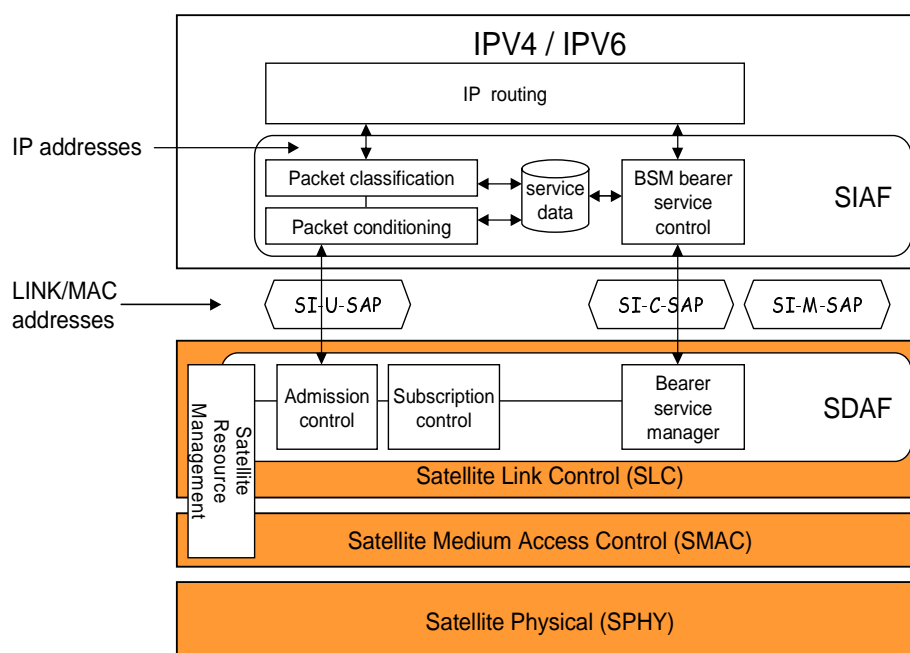 IPV4 / IPV6
IP routing
IP addresses
Packet classification
service
data
BSM bearer
service
control
SIAF
Packet conditioning
LINK/MAC
addresses
SI-U-SAP
SI-C-SAP
SI-M-SAP
Satellite
Resource
Management
Admission
control
Subscription
control
Bearer
service
manager
SDAF
Satellite Link Control (SLC)
Satellite Medium Access Control (SMAC)
Satellite Physical (SPHY)